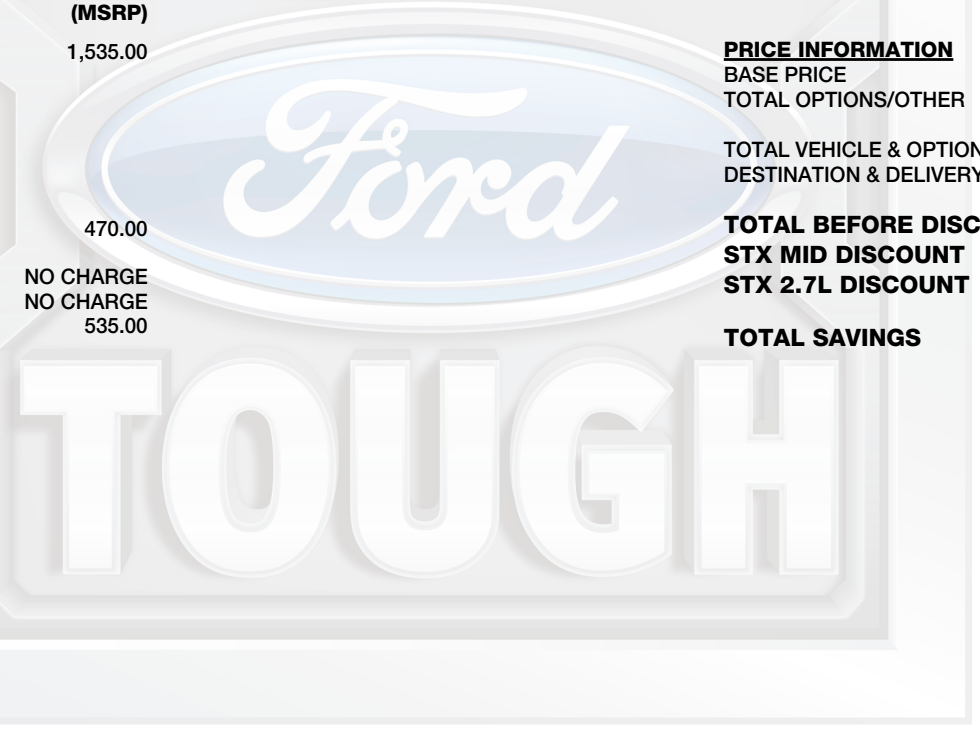 (MSRP)
1,535.00
470.00
NO CHARGE
NO CHARGE
535.00
PRICE INFORMATION
BASE PRICE
TOTAL OPTIONS/OTHER
TOTAL VEHICLE & OPTION
DESTINATION & DELIVERY
TOTAL BEFORE DISC
STX MID DISCOUNT
STX 2.7L DISCOUNT
TOTAL SAVINGS
Ford
TOUGH